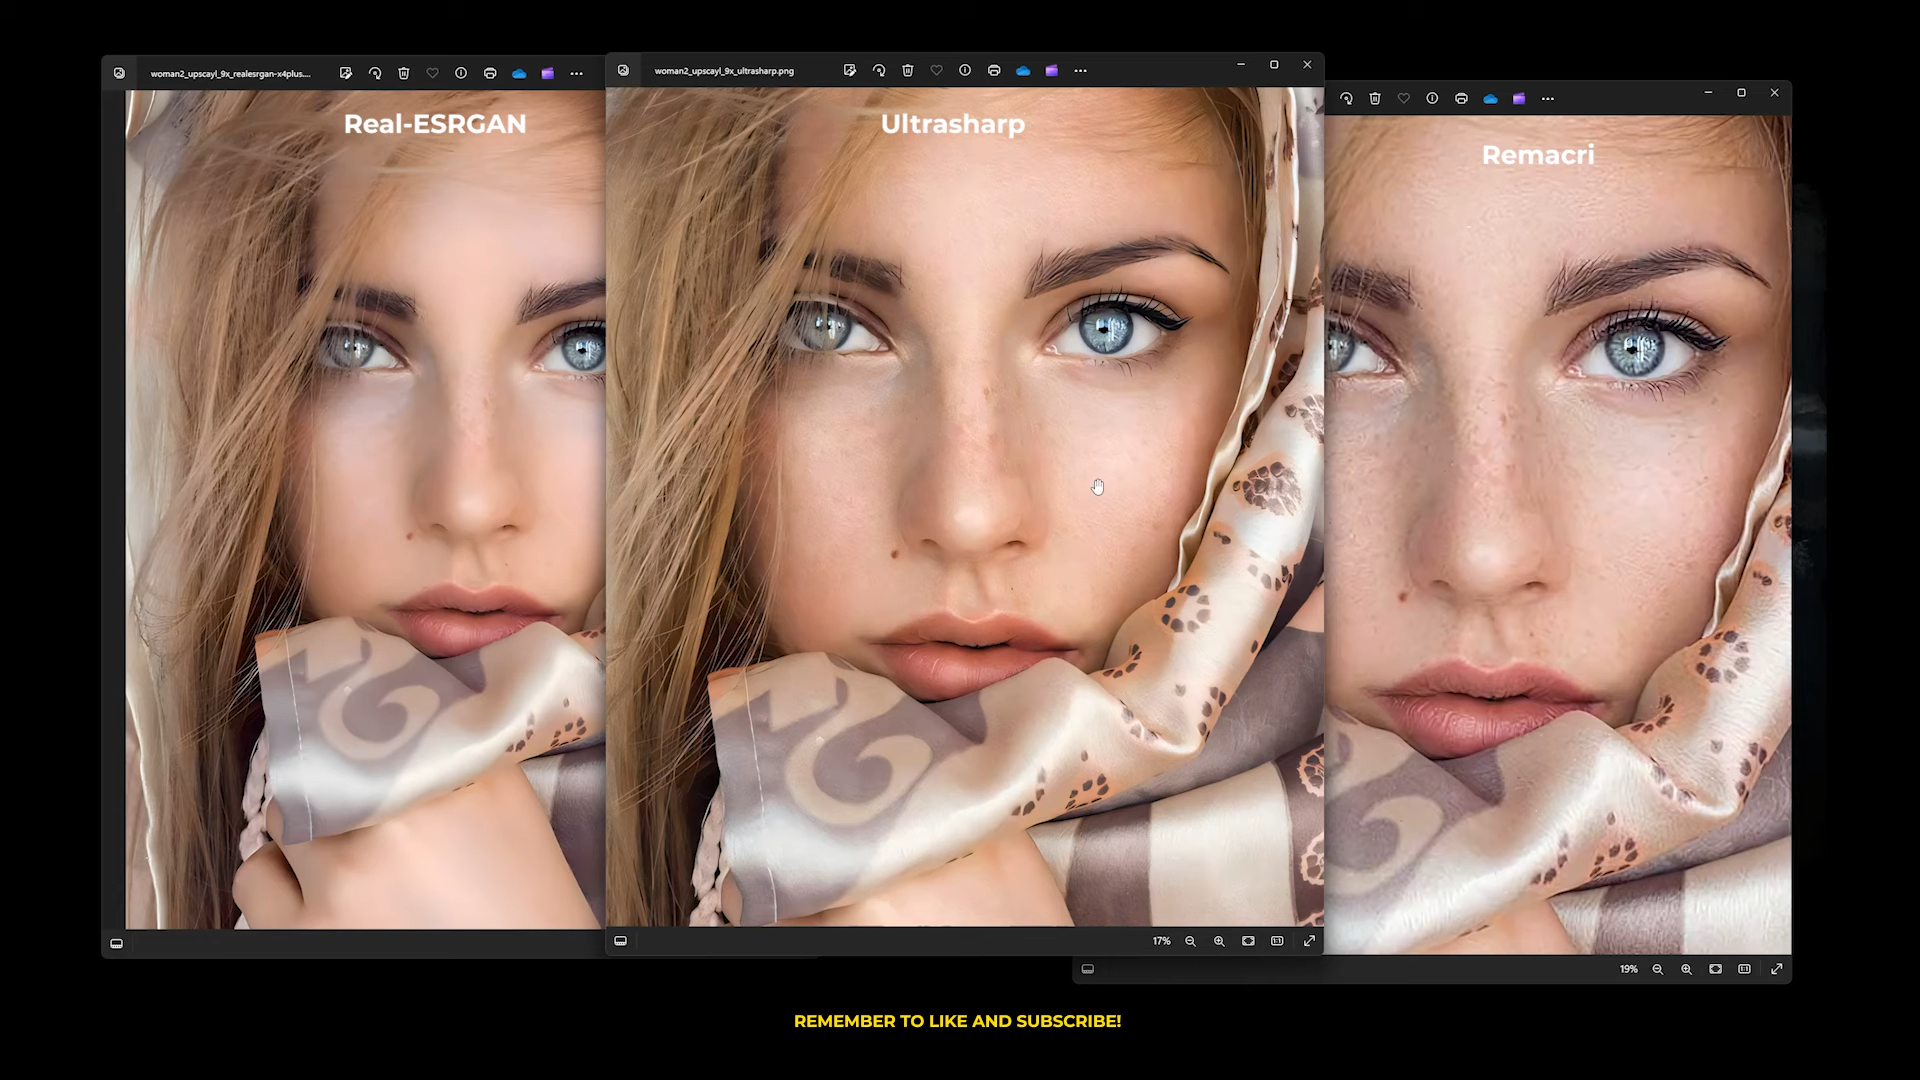 woman2_upscayl_9x_realesrgan-x4plus....
woman2_upscayl_9x_ultrasharp.png
Real-ESRGAN
Ultrasharp
Remacri
17%
19%
REMEMBER TO LIKE AND SUBSCRIBE!